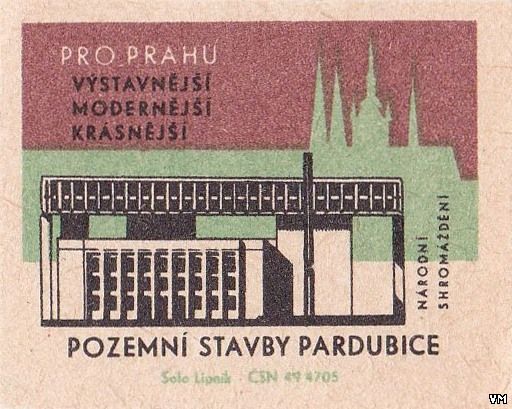 PRO PRAHU
VÝSTAVNĚJŠÍ
MODERNĚJŠÍ
KRÁSNĚJŠÍ
NÁRODNÍ
SHROMÁŽDĚNÍ
POZEMNÍ STAVBY PARDUBICE
Solo Lipník - ČSN 49 4705
VM